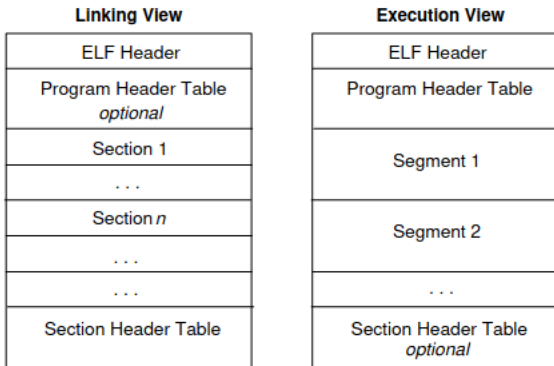 Linking View
ELF Header
Program Header Table
optional
Section 1
. . .
Section n
. . .
. . .
Section Header Table
Execution View
ELF Header
Program Header Table
Segment 1
Segment 2
. . .
Section Header Table
optional